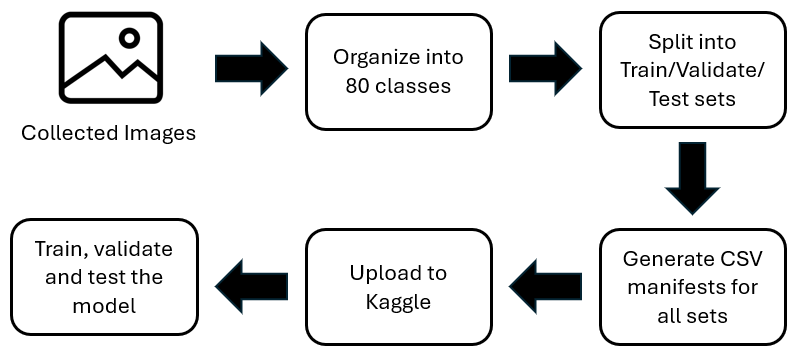 Collected Images
Organize into
80 classes
Split into
Train/Validate/
Test sets
Generate CSV
manifests for
all sets
Upload to
Kaggle
Train, validate
and test the
model